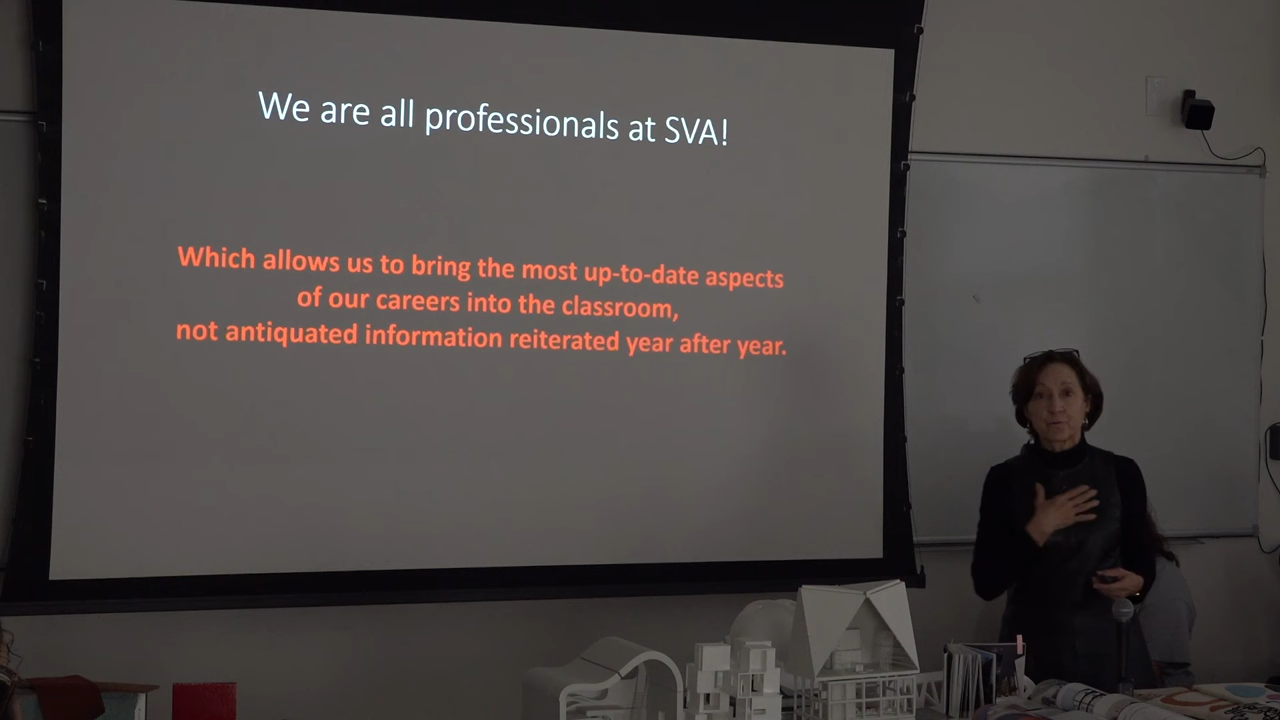 We are all professionals at SVA!
Which allows us to bring the most up-to-date aspects
of our careers into the classroom,
not antiquated information reiterated year after year.